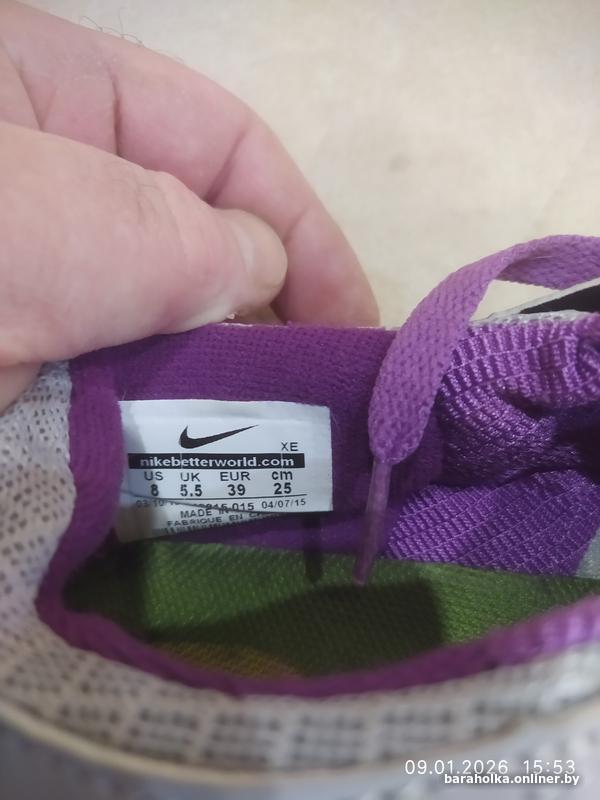 XE
nikebetterworld.com
US UK EUR cm
8 5.5 39 25
04/07/15
MADE IN
FABRIQUE EN
09.01.2026 15:53
baraholka.onliner.by